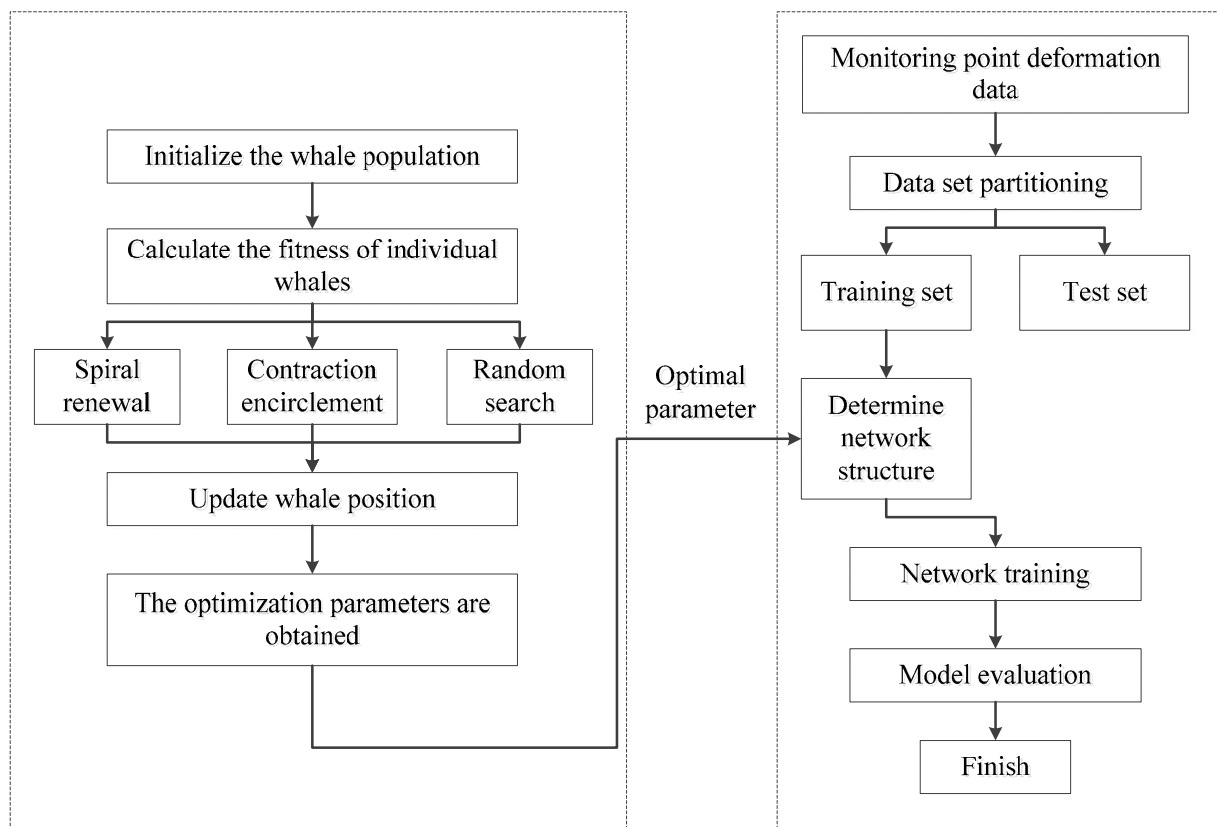 Initialize the whale population
Calculate the fitness of individual
whales
Spiral
renewal
Contraction
encirclement
Random
search
Update whale position
The optimization parameters are
obtained
Optimal
parameter
Monitoring point deformation
data
Data set partitioning
Training set
Test set
Determine
network
structure
Network training
Model evaluation
Finish